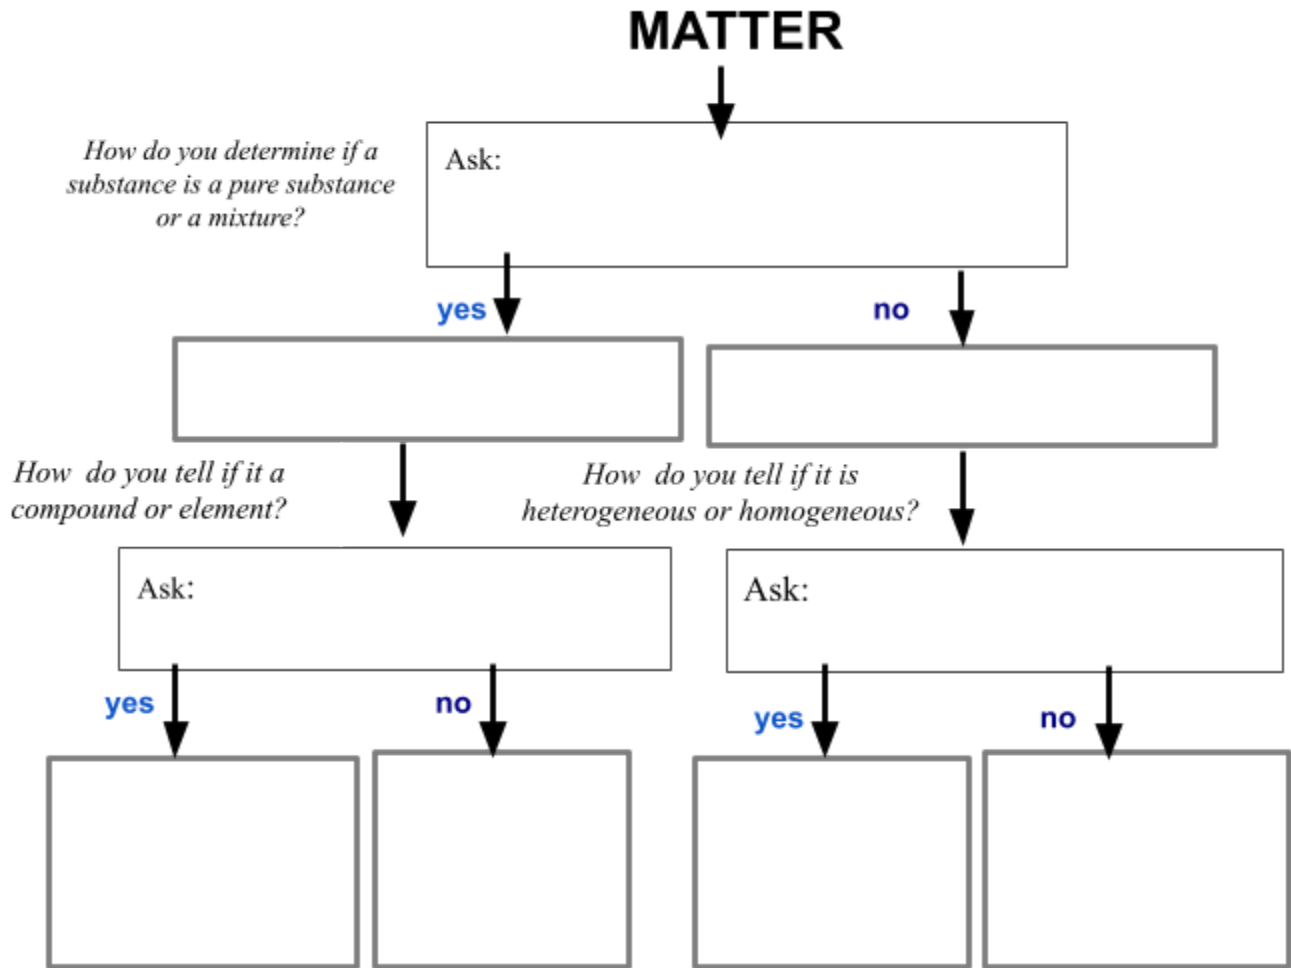 MATTER
How do you determine if a
substance is a pure substance
or a mixture?
Ask:
yes
no
How do you tell if it a
compound or element?
How do you tell if it is
heterogeneous or homogeneous?
Ask:
Ask:
yes
no
yes
no